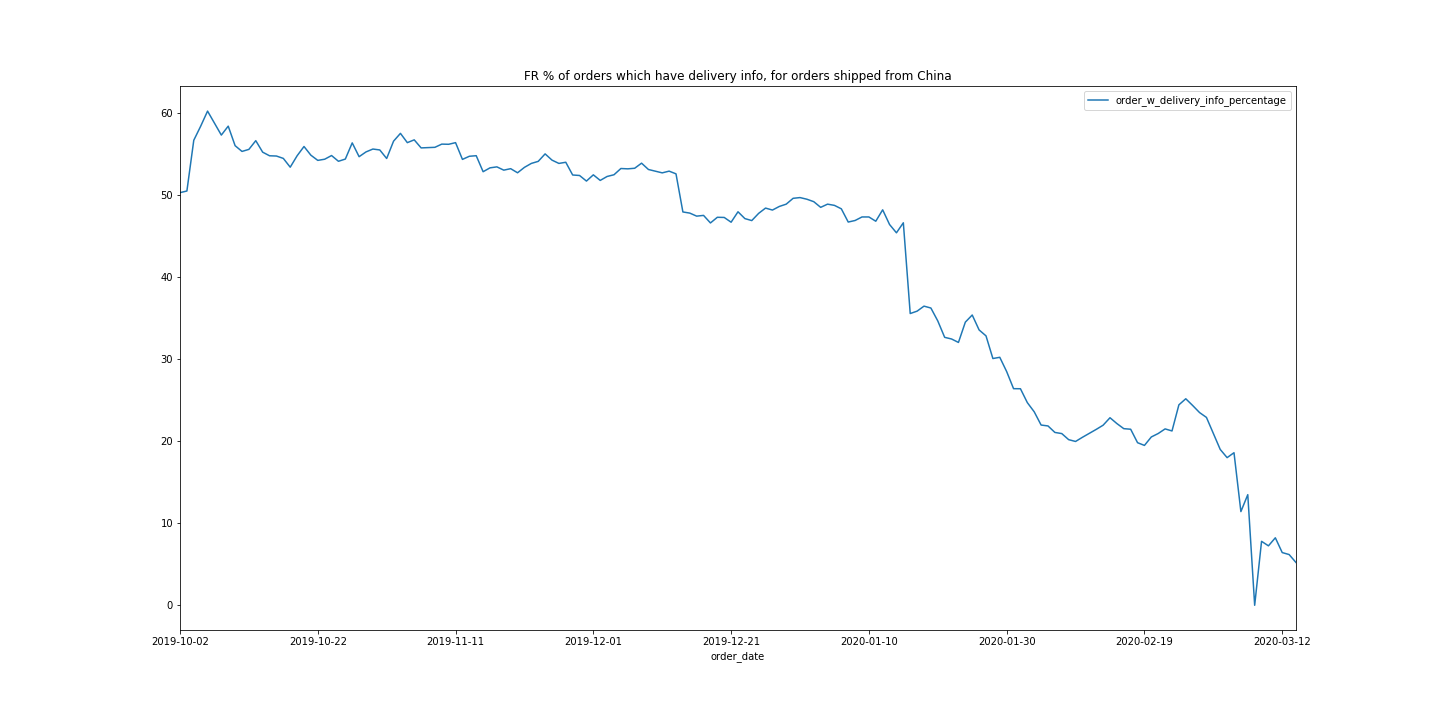 FR % of orders which have delivery info, for orders shipped from China
order_w_delivery_info_percentage
60
50
40
30
20
10
0
2019-10-02 2019-10-22 2019-11-11 2019-12-01 2019-12-21 2020-01-10 2020-01-30 2020-02-19 2020-03-12
order_date